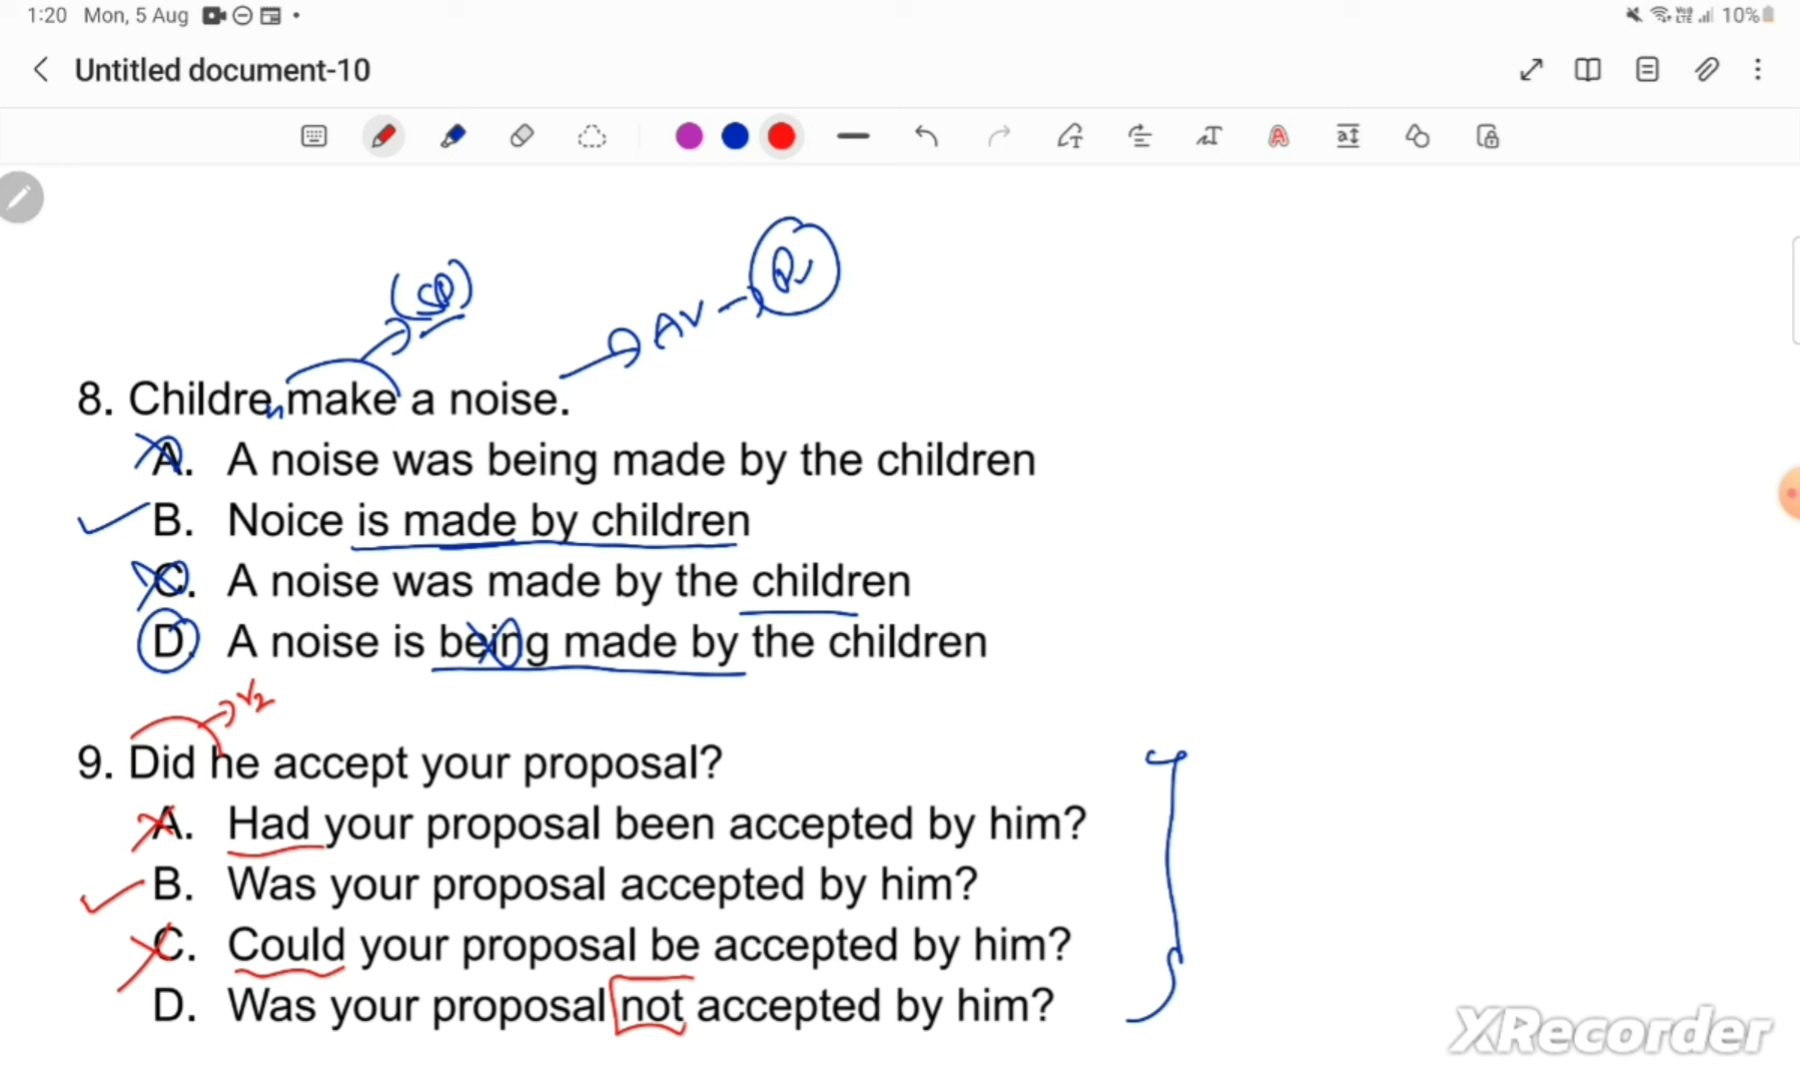 1:20 Mon, 5 Aug
10%
Untitled document-10
AV
8. Childre n make a noise.
A. A noise was being made by the children
B. Noice is made by children
C. A noise was made by the children
D. A noise is being made by the children
V2
9. Did he accept your proposal?
A. Had your proposal been accepted by him?
B. Was your proposal accepted by him?
C. Could your proposal be accepted by him?
D. Was your proposal not accepted by him?
XRecorder